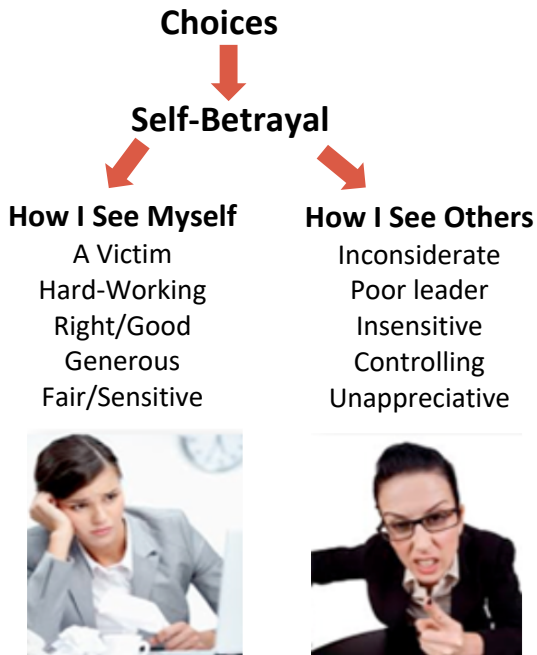 Choices
Self-Betrayal
How I See Myself
A Victim
Hard-Working
Right/Good
Generous
Fair/Sensitive
How I See Others
Inconsiderate
Poor leader
Insensitive
Controlling
Unappreciative